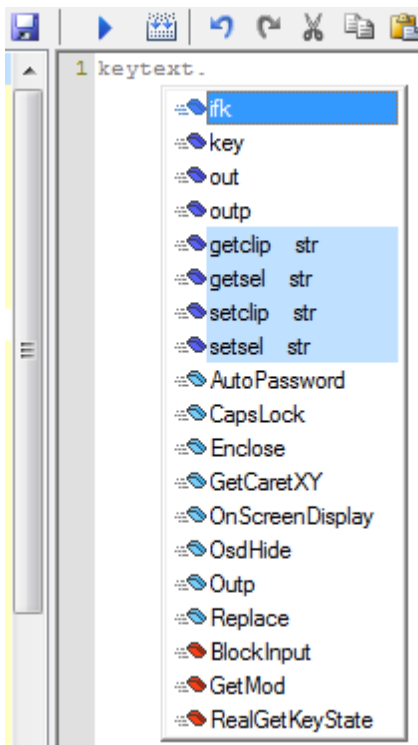 1 keytext.
ifk
key
out
outp
getclip str
getsel str
setclip str
setsel str
AutoPassword
CapsLock
Enclose
GetCaretXY
OnScreenDisplay
OsdHide
Outp
Replace
BlockInput
GetMod
RealGetKeyState